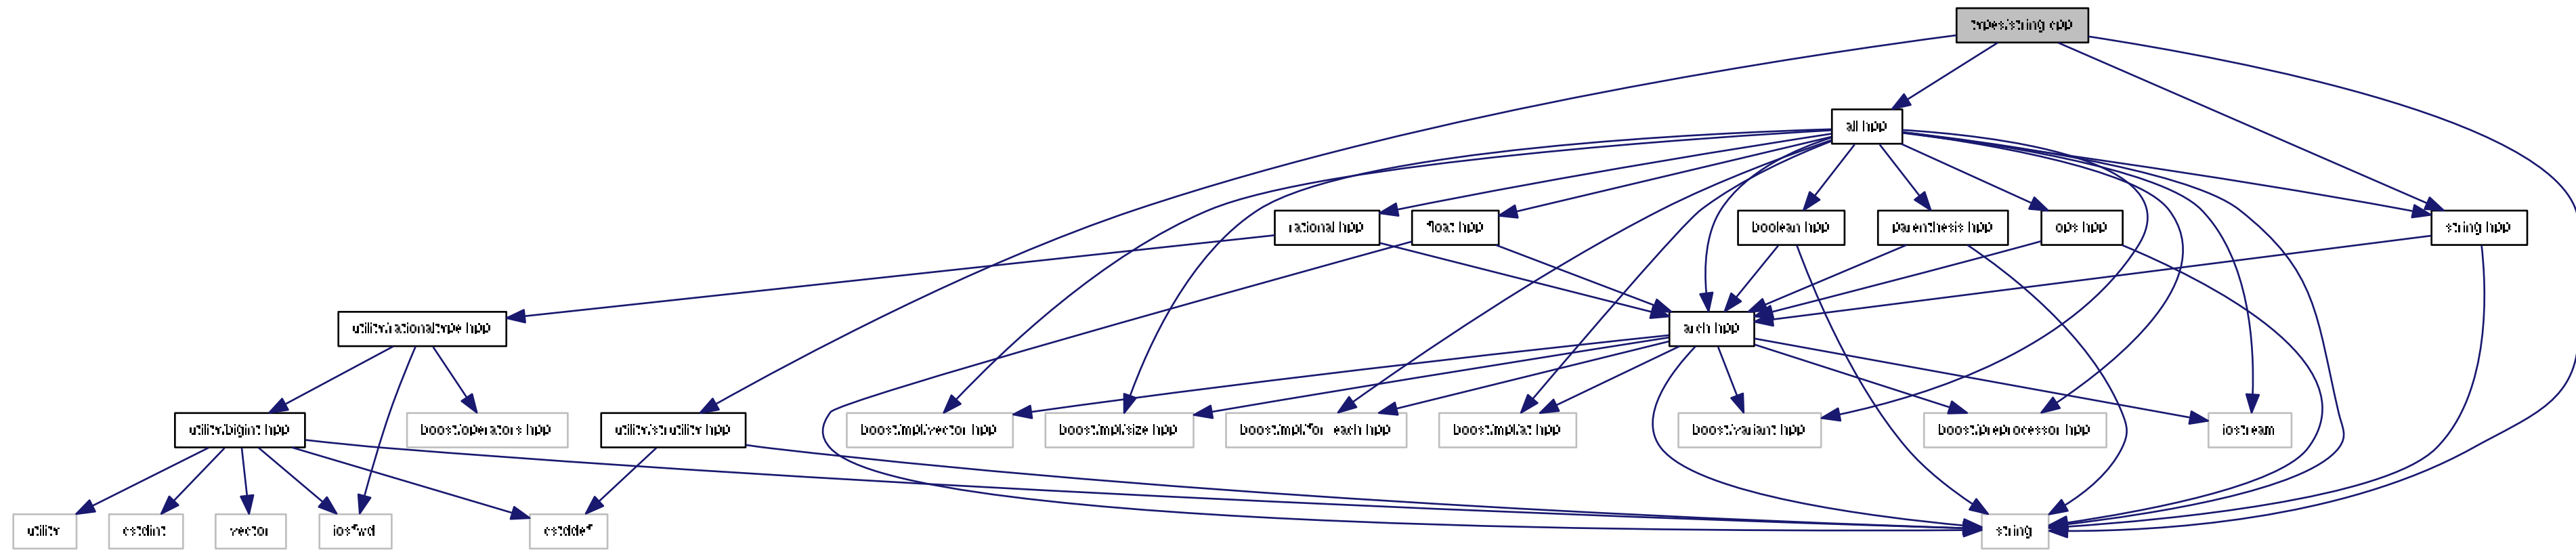 types/string.cpp
all.hpp
rational.hpp
float.hpp
boolean.hpp
parenthesis.hpp
ops.hpp
string.hpp
utility/rationaltype.hpp
arch.hpp
utility/bigint.hpp
boost/operators.hpp
utility/strutility.hpp
boost/mpl/vector.hpp
boost/mpl/size.hpp
boost/mpl/for_each.hpp
boost/mpl/at.hpp
boost/variant.hpp
boost/preprocessor.hpp
iostream
utility
cstdint
vector
iosfwd
cstddef
string